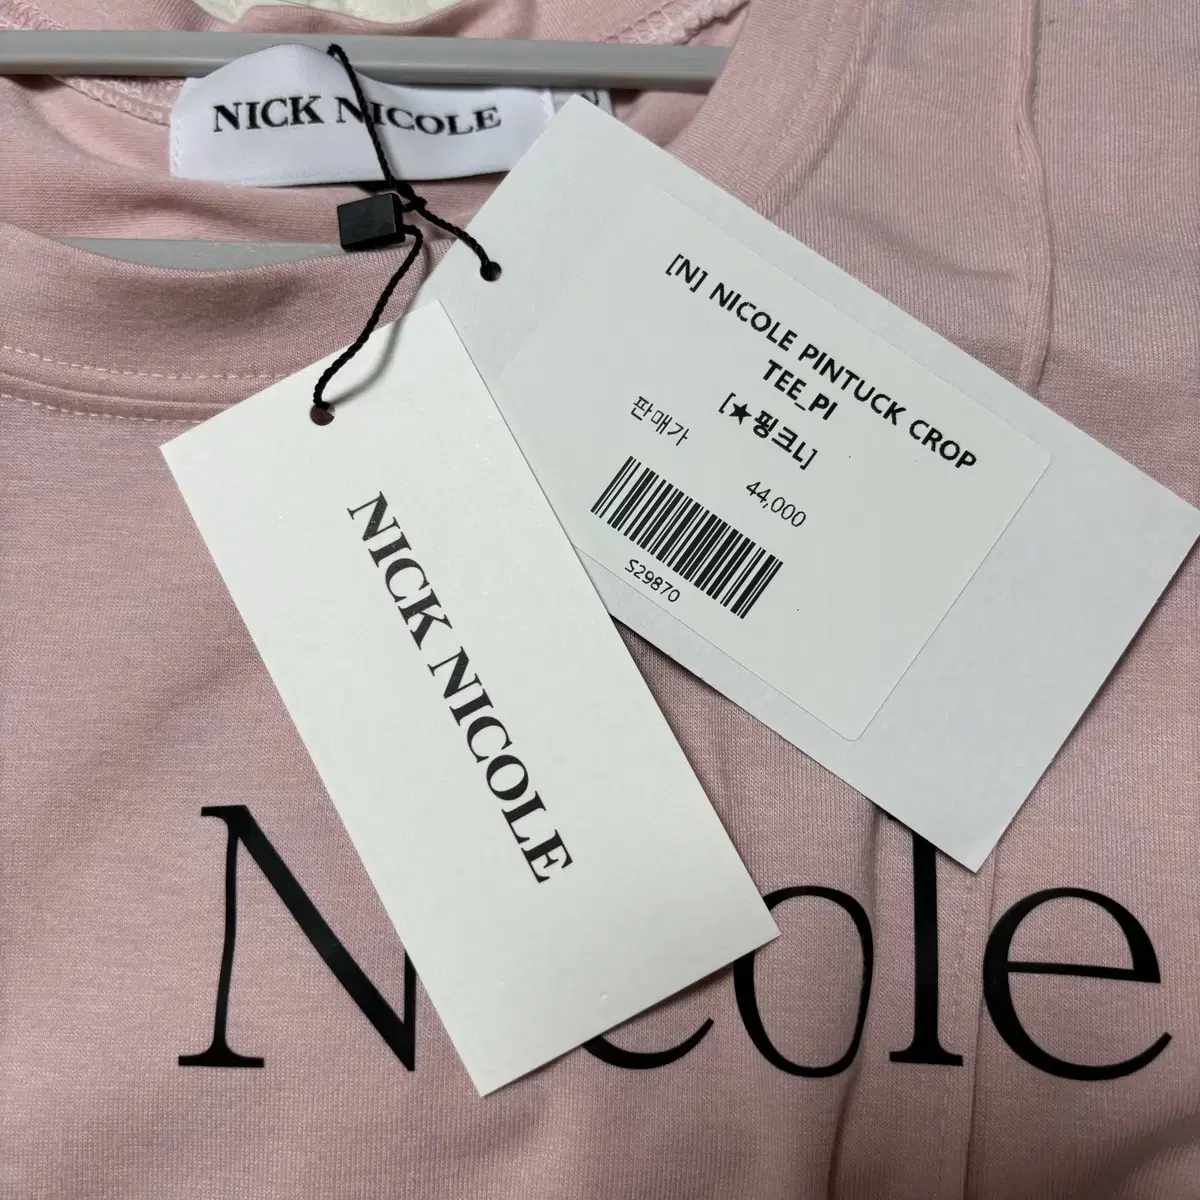 NICK NICOLE
[N] NICOLE PINTUCK CROP
TEE_PI
[★핑크L]
판매가
44,000
S29870
NICK NICOLE
Nicole